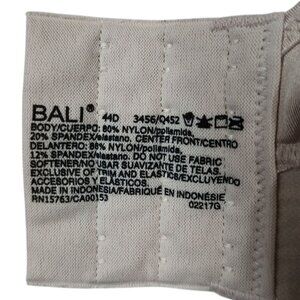 BALI® 44D 3456/Q452
BODY/CUERPO: 80% NYLON/poliamida.
20% SPANDEX/elastano. CENTER FRONT/CENTRO
DELANTERO: 88% NYLON/poliamida.
12% SPANDEX/elastano. DO NOT USE FABRIC
SOFTENER/NO USAR SUAVIZANTE DE TELAS.
EXCLUSIVE OF TRIM AND ELASTICS/EXCLUYENDO
ACCESORIOS Y ELÁSTICOS.
MADE IN INDONESIA/FABRIQUÉ EN INDONÉSIE
RN15763/CA00153
02217G